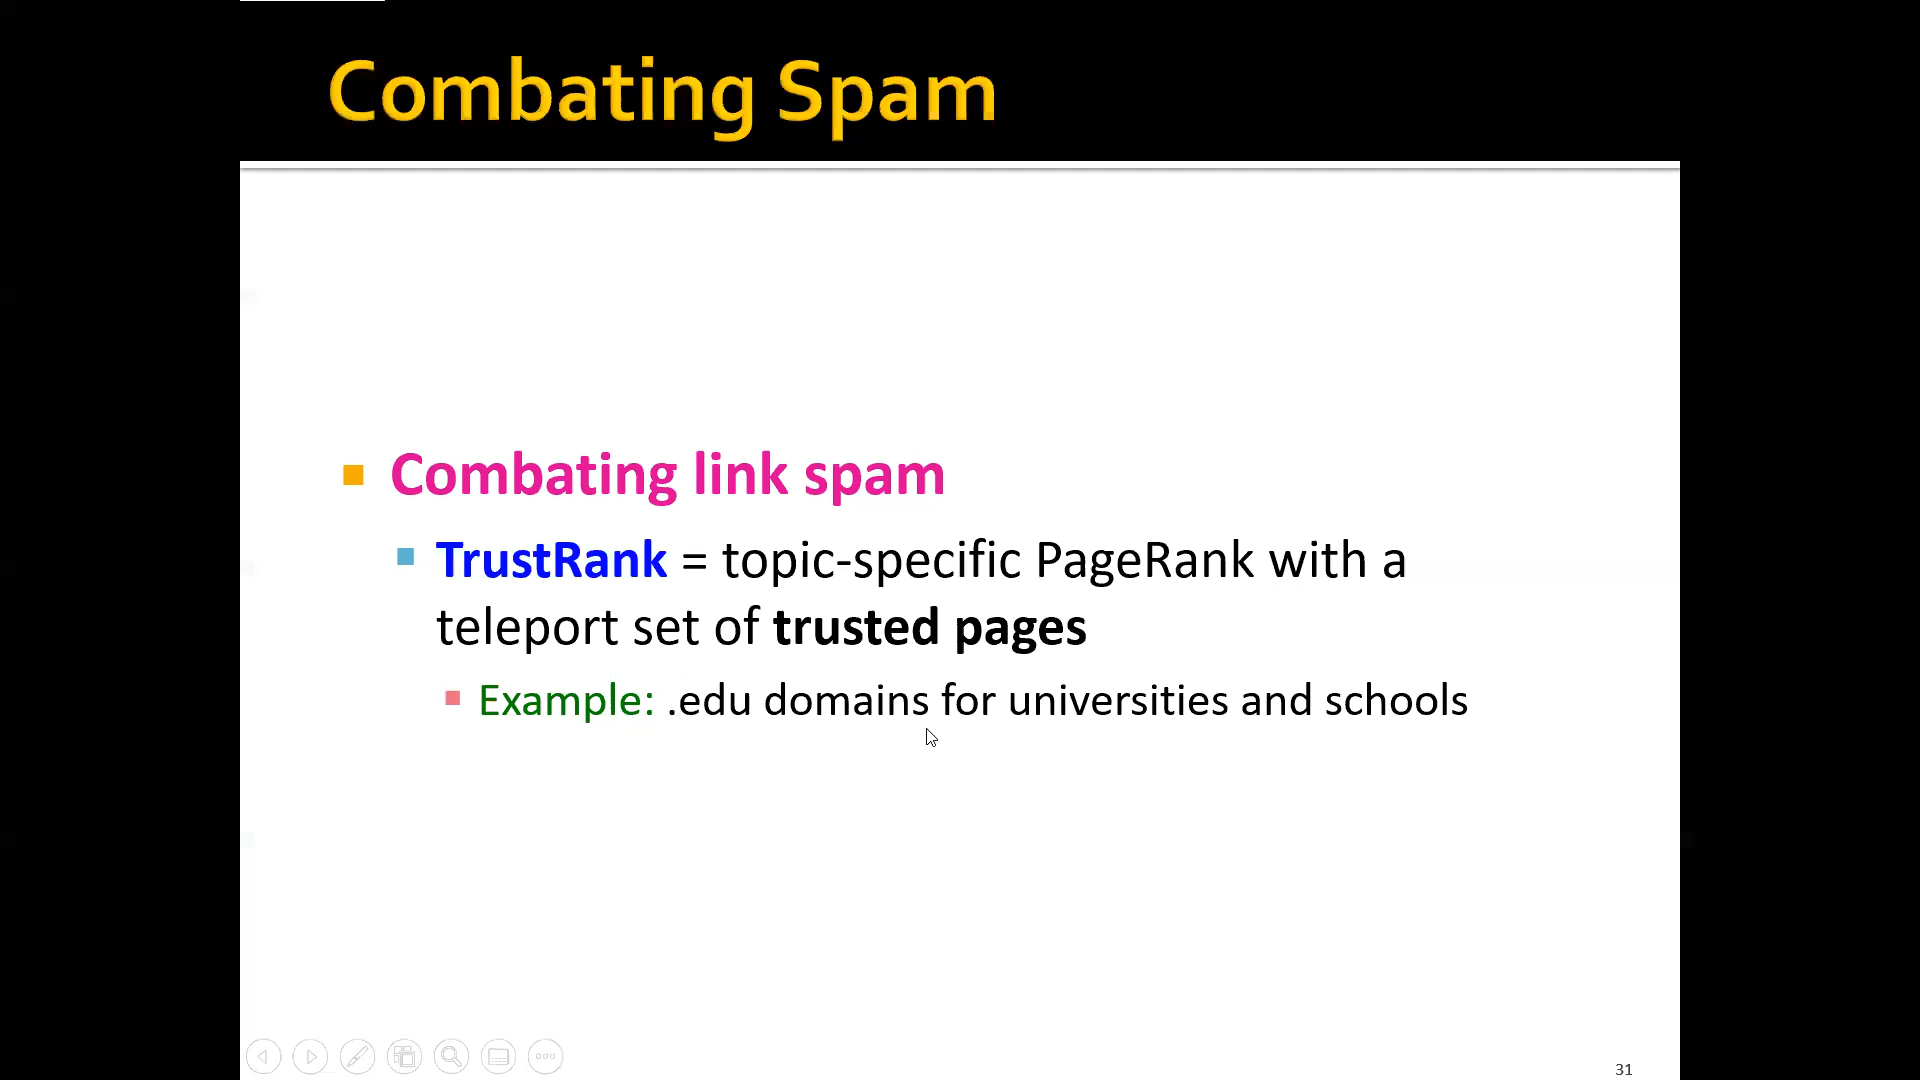 Combating Spam
Combating link spam
TrustRank = topic-specific PageRank with a
teleport set of trusted pages
Example: .edu domains for universities and schools
31